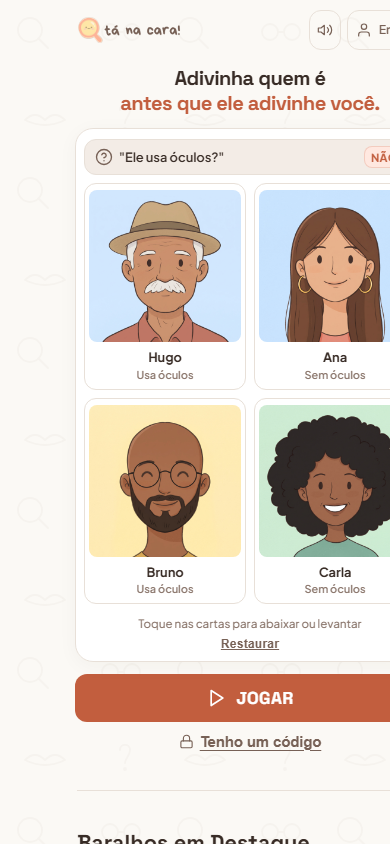 tá na cara!
Adivinha quem é
antes que ele adivinhe você.
"Ele usa óculos?"
Hugo
Usa óculos
Ana
Sem óculos
Bruno
Usa óculos
Carla
Sem óculos
Toque nas cartas para abaixar ou levantar
Restaurar
JOGAR
Tenho um código
Baralhos em Destaque